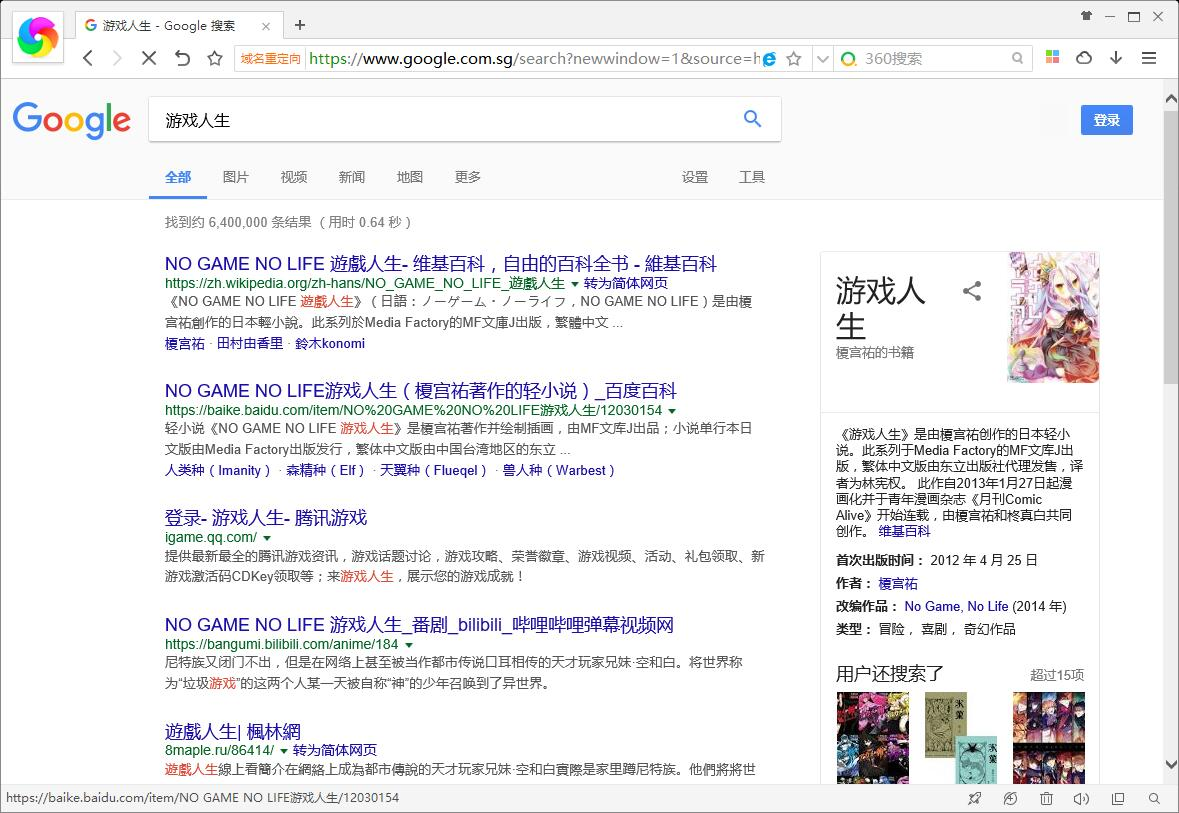 游戏人生 - Google 搜索
域名重定向 https://www.google.com.sg/search?newwindow=1&source=h 360搜索
Google 游戏人生 登录
全部 图片 视频 新闻 地图 更多 设置 工具
找到约 6,400,000 条结果 （用时 0.64 秒）
NO GAME NO LIFE 遊戲人生- 维基百科，自由的百科全书 - 維基百科
https://zh.wikipedia.org/zh-hans/NO_GAME_NO_LIFE_遊戲人生 ▼ 转为简体网页
《NO GAME NO LIFE 遊戲人生》（日語：ノーゲーム・ノーライフ，NO GAME NO LIFE）是由榎
宮祐創作的日本輕小說。此系列於Media Factory的MF文庫J出版，繁體中文 ...
榎宮祐 · 田村由香里 · 鈴木konomi
NO GAME NO LIFE游戏人生（榎宫祐著作的轻小说）_百度百科
https://baike.baidu.com/item/NO%20GAME%20NO%20LIFE游戏人生/12030154 ▼
轻小说《NO GAME NO LIFE 游戏人生》是榎宫祐著作并绘制插画，由MF文库J出品；小说单行本日
文版由Media Factory出版发行，繁体中文版由中国台湾地区的东立 ...
人类种（Imanity） · 森精种（Elf） · 天翼种（Flueqel） · 兽人种（Warbest）
登录- 游戏人生- 腾讯游戏
igame.qq.com/ ▼
提供最新最全的腾讯游戏资讯，游戏话题讨论，游戏攻略、荣誉徽章、游戏视频、活动、礼包领取、新
游戏激活码CDKey领取等；来游戏人生，展示您的游戏成就！
NO GAME NO LIFE 游戏人生_番剧_bilibili_哔哩哔哩弹幕视频网
https://bangumi.bilibili.com/anime/184 ▼
尼特族又闭门不出，但是在网络上甚至被当作都市传说口耳相传的天才玩家兄妹·空和白。将世界称
为“垃圾游戏”的这两个人某一天被自称“神”的少年召唤到了异世界。
遊戲人生| 楓林網
8maple.ru/86414/ ▼ 转为简体网页
遊戲人生線上看簡介在網絡上成為都市傳說的天才玩家兄妹·空和白實際是家里蹲尼特族。他們將將世
游戏人
生
榎宫祐的书籍
《游戏人生》是由榎宫祐创作的日本轻小
说。此系列于Media Factory的MF文库J出
版，繁体中文版由东立出版社代理发售，译
者为林宪权。 此作自2013年1月27日起漫
画化并于青年漫画杂志《月刊Comic
Alive》开始连载，由榎宫祐和柊真白共同
创作。 维基百科
首次出版时间： 2012 年 4 月 25 日
作者： 榎宫祐
改编作品： No Game, No Life (2014 年)
类型： 冒险， 喜剧， 奇幻作品
用户还搜索了 超过15项
https://baike.baidu.com/item/NO GAME NO LIFE游戏人生/12030154